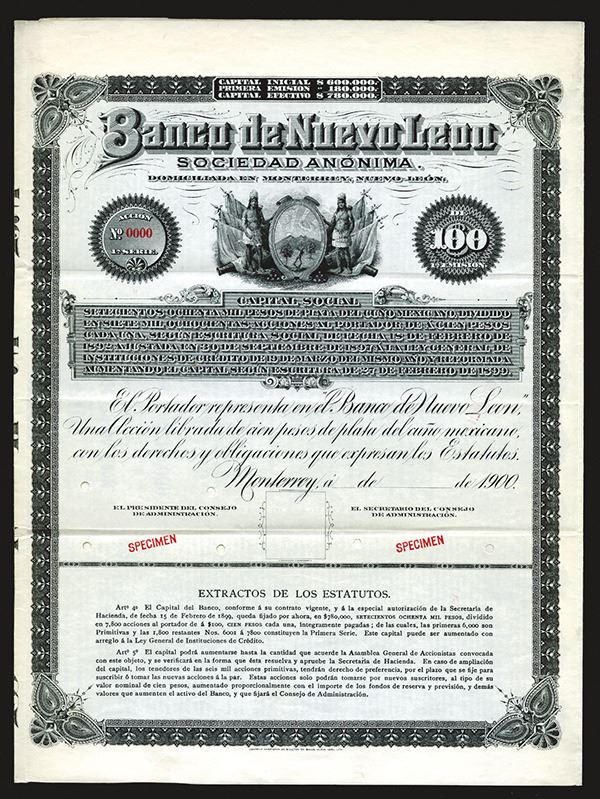 CAPITAL INICIAL $ 600.000.
PRIMERA EMISION " 180.000.
CAPITAL EFECTIVO $ 780.000.
Banco de Nuevo Leon
SOCIEDAD ANÓNIMA.
DOMICILIADA EN MONTERREY, NUEVO LEÓN.
ACCION
No. 0000
1a. SERIE.
DE
100
EMISION
CAPITAL SOCIAL
SETECIENTOS OCHENTA MIL PESOS DE PLATA DEL CUÑO MEXICANO, DIVIDIDO
EN SIETE MIL OCHOCIENTAS ACCIONES AL PORTADOR, DE Á CIEN PESOS
CADA UNA, SEGUN ESCRITURA SOCIAL DE FECHA 18 DE FEBRERO DE
1892, AJUSTADA EN 30 DE SEPTIEMBRE DE 1897 A LA LEY GENERAL DE
INSTITUCIONES DE CRÉDITO DE 19 DE MARZO DEL MISMO AÑO, Y REFORMADA
AUMENTANDO EL CAPITAL SEGUN ESCRITURA DE 27 DE FEBRERO DE 1899.
El Portador representa en el "Banco de Nuevo Leon,"
Una Accion librada de cien pesos de plata del cuño mexicano,
con los derechos y obligaciones que expresan los Estatutos.
Monterrey, á de de 1900.
EL PRESIDENTE DEL CONSEJO
DE ADMINISTRACIÓN.
EL SECRETARIO DEL CONSEJO
DE ADMINISTRACIÓN.
SPECIMEN
SPECIMEN
EXTRACTOS DE LOS ESTATUTOS.
Arto. 4o El Capital del Banco, conforme á su contrato vigente, y á la especial autorización de la Secretaría de
Hacienda, de fecha 15 de Febrero de 1899, queda fijado por ahora, en $780,000, SETECIENTOS OCHENTA MIL PESOS, dividido
en 7,800 acciones al portador de á $100, CIEN PESOS cada una, íntegramente pagadas; de las cuales, las primeras 6,000 son
Primitivas y las 1,800 restantes Nos. 6001 á 7800 constituyen la Primera Serie. Este capital puede ser aumentado con
arreglo á la Ley General de Instituciones de Crédito.
Arto. 5o El capital podrá aumentarse hasta la cantidad que acuerde la Asamblea General de Accionistas convocada
con este objeto, y se verificará en la forma que ésta resuelva y apruebe la Secretaría de Hacienda. En caso de ampliación
del capital, los tenedores de las seis mil acciones primitivas, tendrán derecho de preferencia, por el plazo que se fije para
suscribir ó tomar las nuevas acciones á la par. Estas acciones solo podrán tomarse por nuevos suscritores, al tipo de su
valor nominal de cien pesos, aumentado proporcionalmente con el importe de los fondos de reserva y previsión, y demás
valores que aumenten el activo del Banco, y que fijará el Consejo de Administración.